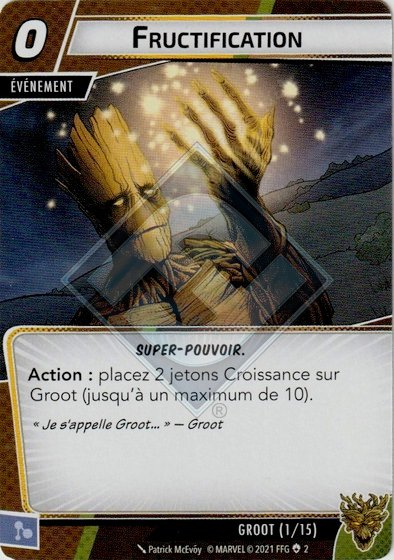 0
FRUCTIFICATION
ÉVÉNEMENT
SUPER-POUVOIR.
Action : placez 2 jetons Croissance sur
Groot (jusqu'à un maximum de 10).
« Je s'appelle Groot... » — Groot
®
GROOT (1/15)
Patrick McEvoy © MARVEL © 2021 FFG 2